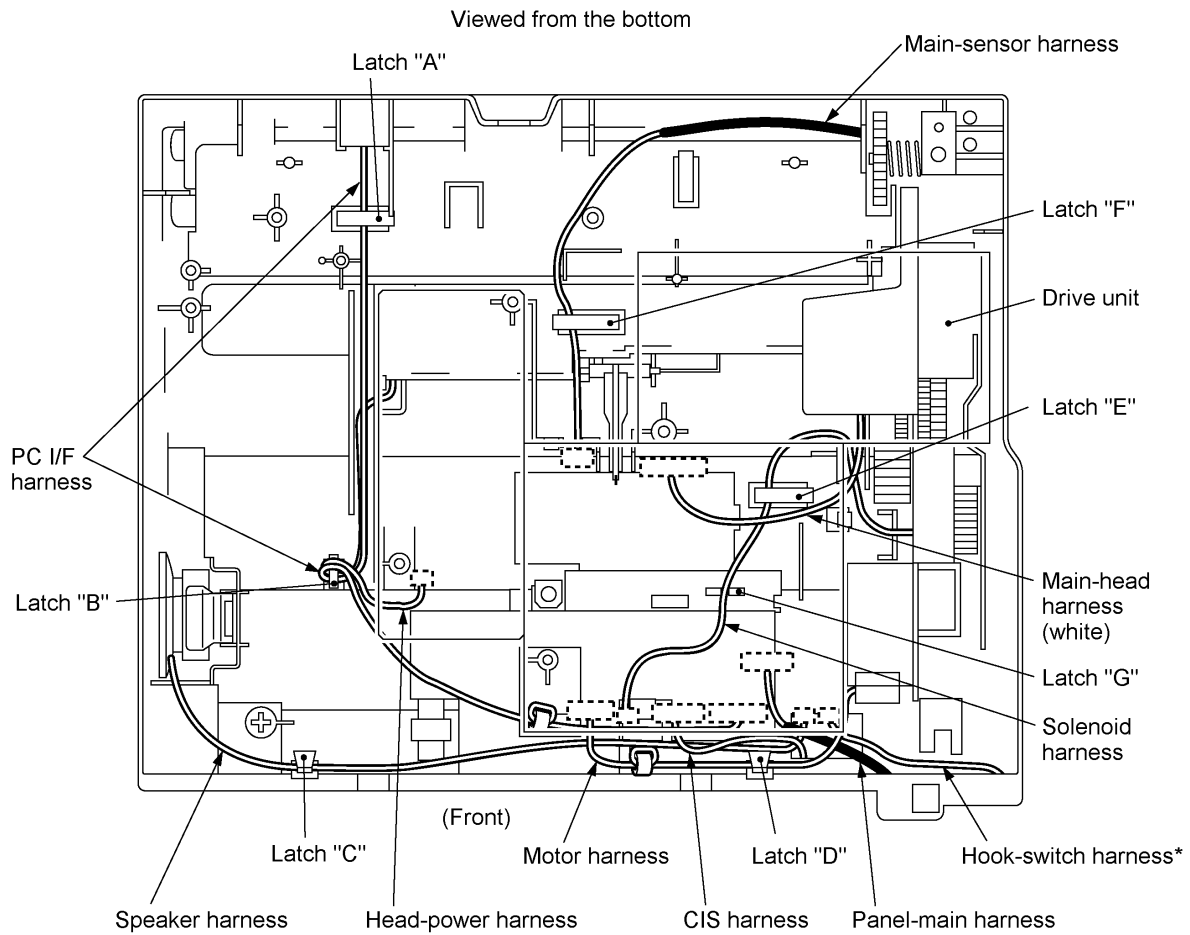 Viewed from the bottom
Main-sensor harness
Latch "A"
Latch "F"
Drive unit
Latch "E"
PC I/F
harness
Latch "B"
Main-head
harness
(white)
Latch "G"
Solenoid
harness
(Front)
Latch "C"
Motor harness
Latch "D"
Hook-switch harness*
Speaker harness
Head-power harness
CIS harness
Panel-main harness